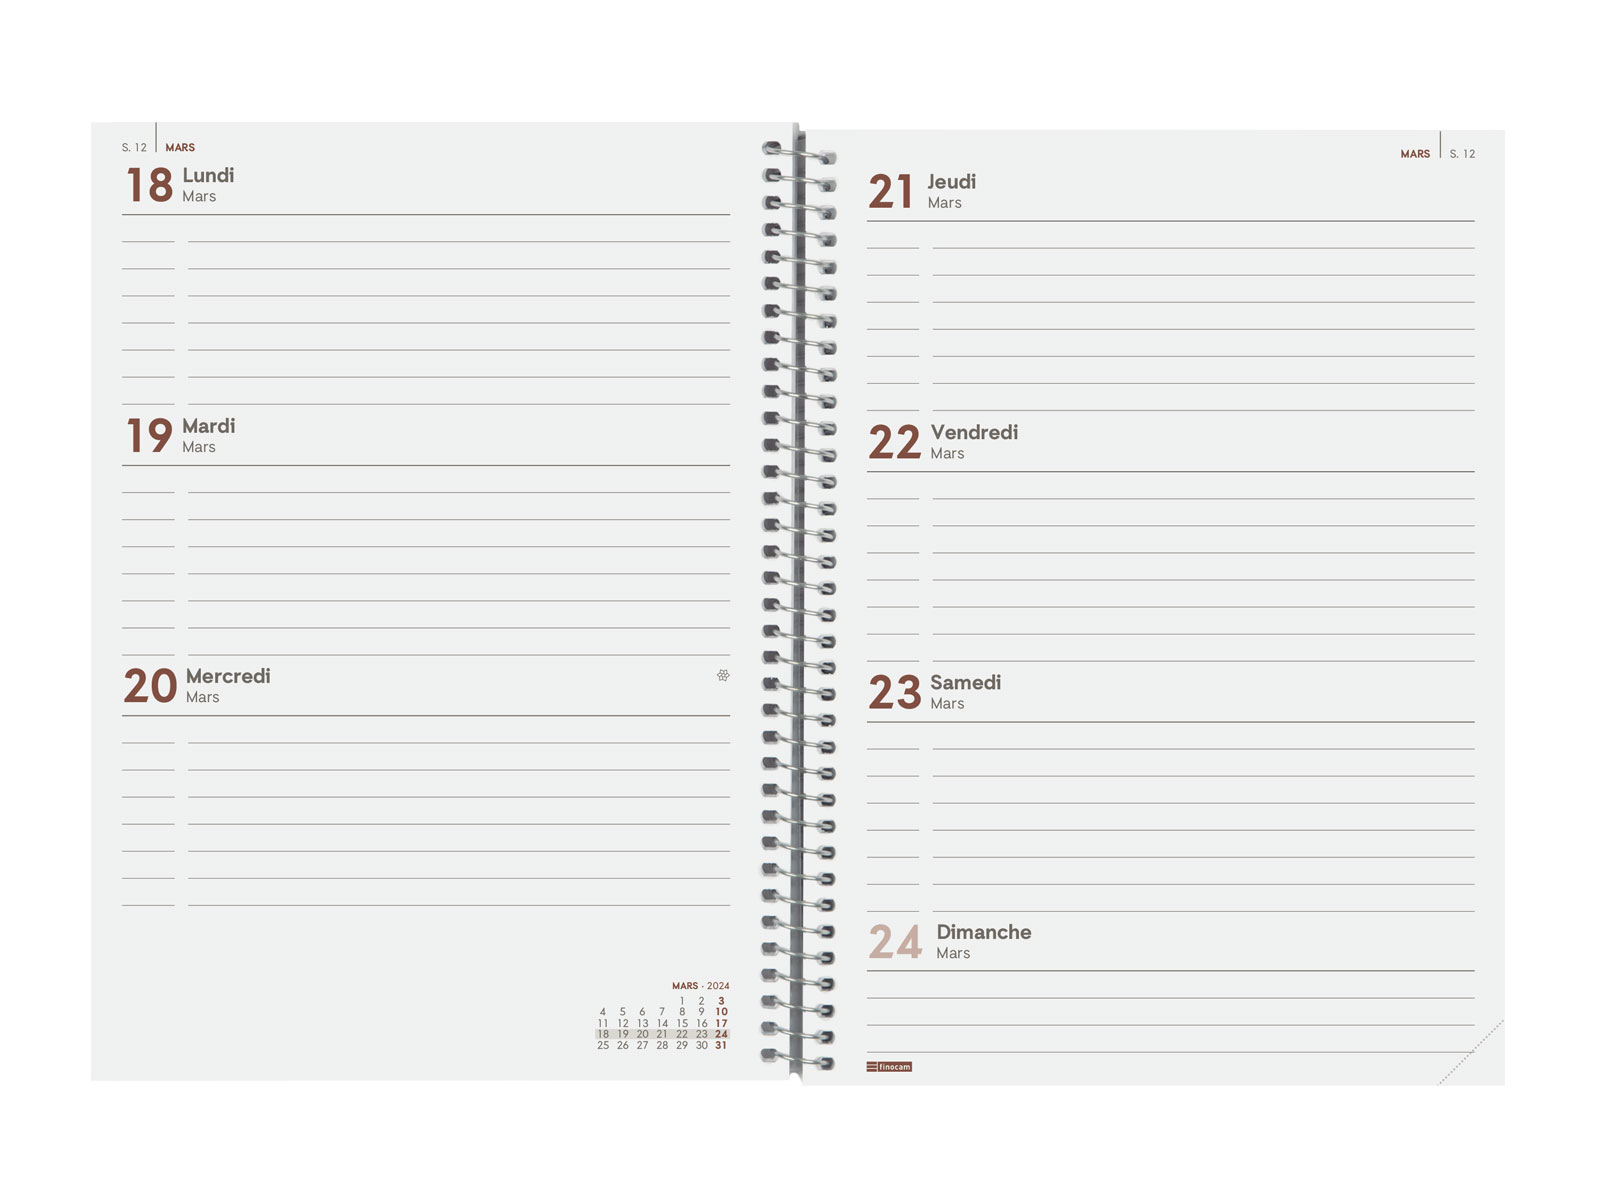 S. 12 MARS
18 Lundi
Mars
19 Mardi
Mars
20 Mercredi
Mars
MARS · 2024
1 2 3
4 5 6 7 8 9 10
11 12 13 14 15 16 17
18 19 20 21 22 23 24
25 26 27 28 29 30 31
MARS S. 12
21 Jeudi
Mars
22 Vendredi
Mars
23 Samedi
Mars
24 Dimanche
Mars
finocam